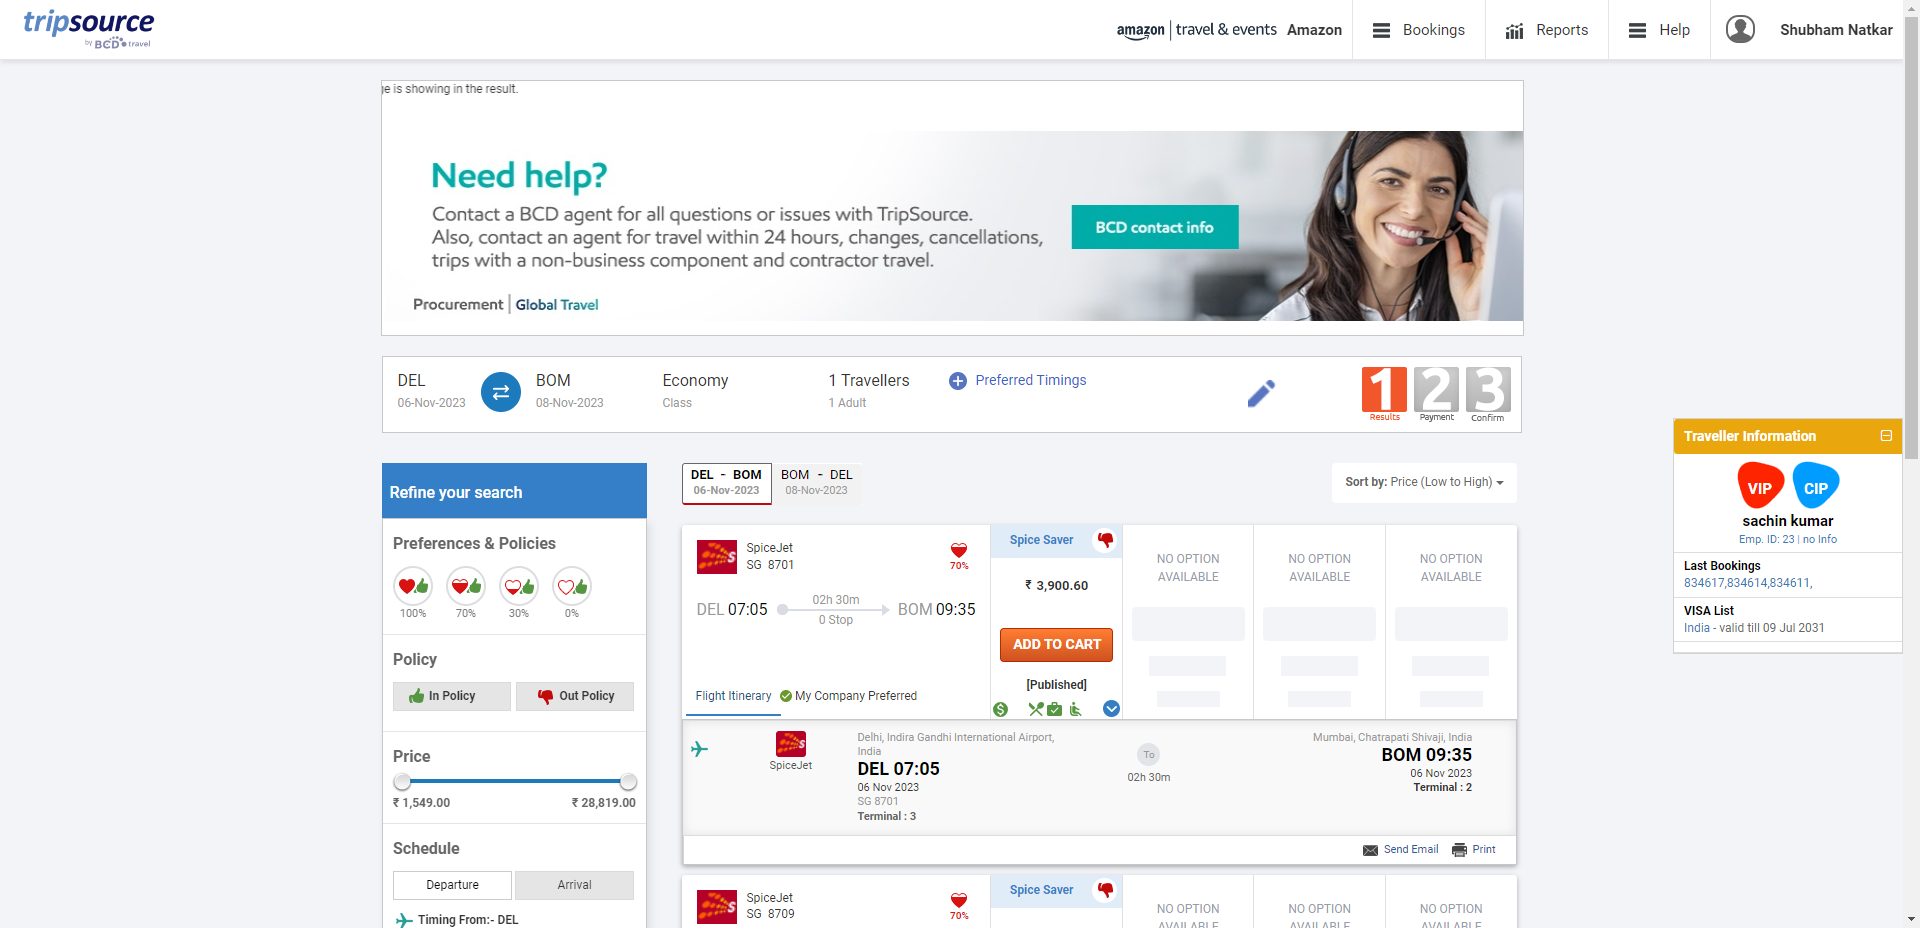 tripsource
by BCD travel
amazon | travel & events Amazon
Bookings
Reports
Help
Shubham Natkar
e is showing in the result.
Need help?
Contact a BCD agent for all questions or issues with TripSource.
Also, contact an agent for travel within 24 hours, changes, cancellations,
trips with a non-business component and contractor travel.
BCD contact info
Procurement | Global Travel
DEL
06-Nov-2023
BOM
08-Nov-2023
Economy
Class
1 Travellers
1 Adult
Preferred Timings
1 2 3
Results Payment Confirm
Traveller Information
VIP CIP
sachin kumar
Emp. ID: 23 | no Info
Last Bookings
834617,834614,834611,
VISA List
India - valid till 09 Jul 2031
Refine your search
Preferences & Policies
100% 70% 30% 0%
Policy
In Policy
Out Policy
Price
₹ 1,549.00 ₹ 28,819.00
Schedule
Departure Arrival
Timing From:- DEL
DEL - BOM
06-Nov-2023
BOM - DEL
08-Nov-2023
Sort by: Price (Low to High)
SpiceJet
SG 8701
70%
DEL 07:05
02h 30m
0 Stop
BOM 09:35
Flight Itinerary
My Company Preferred
Spice Saver
₹ 3,900.60
ADD TO CART
[Published]
NO OPTION
AVAILABLE
NO OPTION
AVAILABLE
NO OPTION
AVAILABLE
SpiceJet
Delhi, Indira Gandhi International Airport,
India
DEL 07:05
06 Nov 2023
SG 8701
Terminal : 3
To
02h 30m
Mumbai, Chatrapati Shivaji, India
BOM 09:35
06 Nov 2023
Terminal : 2
Send Email
Print
SpiceJet
SG 8709
70%
Spice Saver
NO OPTION
AVAILABLE
NO OPTION
AVAILABLE
NO OPTION
AVAILABLE